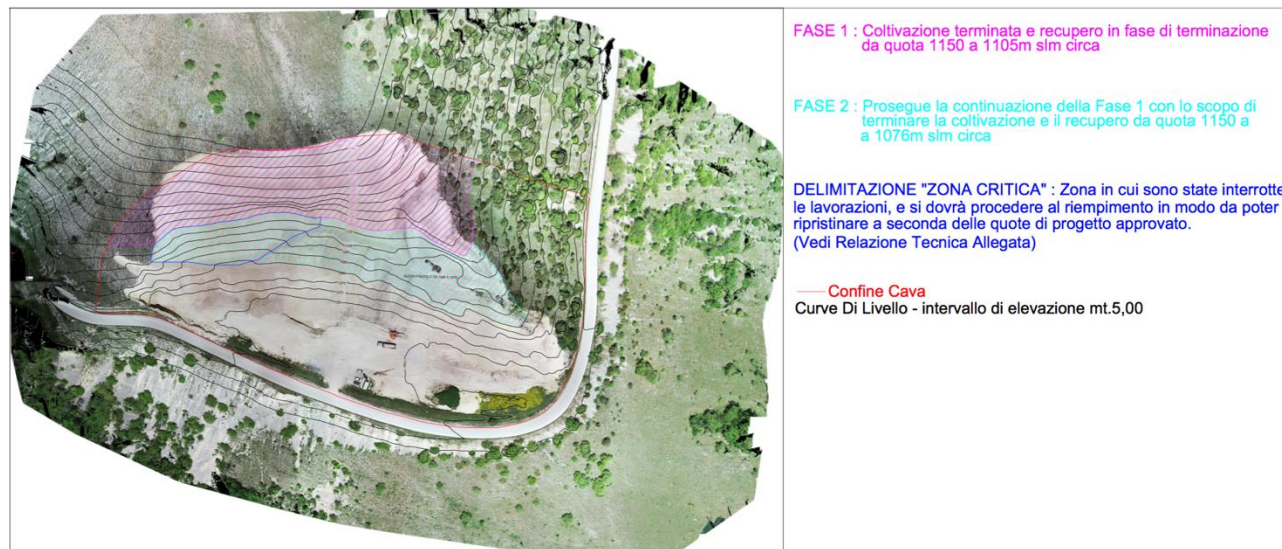 FASE 1 : Coltivazione terminata e recupero in fase di terminazione
da quota 1150 a 1105m slm circa
FASE 2 : Prosegue la continuazione della Fase 1 con lo scopo di
terminare la coltivazione e il recupero da quota 1150 a
a 1076m slm circa
DELIMITAZIONE "ZONA CRITICA" : Zona in cui sono state interrotte
le lavorazioni, e si dovrà procedere al riempimento in modo da poter
ripristinare a seconda delle quote di progetto approvato.
(Vedi Relazione Tecnica Allegata)
Confine Cava
Curve Di Livello - intervallo di elevazione mt.5,00